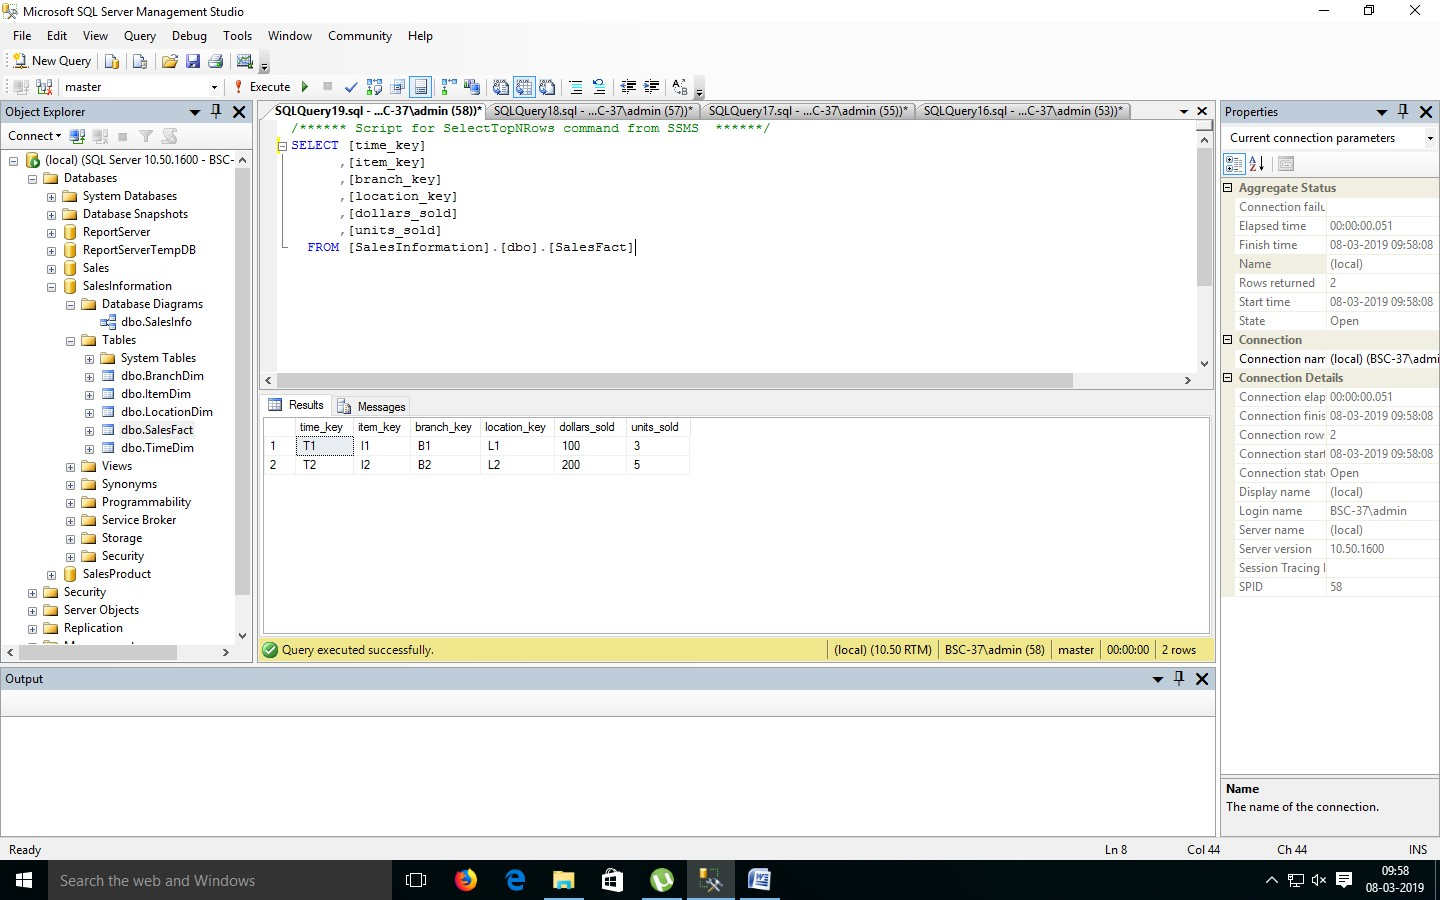 Microsoft SQL Server Management Studio
File Edit View Query Debug Tools Window Community Help
New Query
master Execute
Object Explorer
Connect
(local) (SQL Server 10.50.1600 - BSC-
Databases
System Databases
Database Snapshots
ReportServer
ReportServerTempDB
Sales
SalesInformation
Database Diagrams
dbo.SalesInfo
Tables
System Tables
dbo.BranchDim
dbo.ItemDim
dbo.LocationDim
dbo.SalesFact
dbo.TimeDim
Views
Synonyms
Programmability
Service Broker
Storage
Security
SalesProduct
Security
Server Objects
Replication
SQLQuery19.sql - ...C-37\admin (58))* SQLQuery18.sql - ...C-37\admin (57))* SQLQuery17.sql - ...C-37\admin (55))* SQLQuery16.sql - ...C-37\admin (53))*
/****** Script for SelectTopNRows command from SSMS ******/
SELECT [time_key]
,[item_key]
,[branch_key]
,[location_key]
,[dollars_sold]
,[units_sold]
FROM [SalesInformation].[dbo].[SalesFact]
Results Messages
time_key item_key branch_key location_key dollars_sold units_sold
1 T1 I1 B1 L1 100 3
2 T2 I2 B2 L2 200 5
Query executed successfully. (local) (10.50 RTM) BSC-37\admin (58) master 00:00:00 2 rows
Properties
Current connection parameters
Aggregate Status
Connection failu
Elapsed time 00:00:00.051
Finish time 08-03-2019 09:58:08
Name (local)
Rows returned 2
Start time 08-03-2019 09:58:08
State Open
Connection
Connection nam (local) (BSC-37\admi
Connection Details
Connection elap 00:00:00.051
Connection finis 08-03-2019 09:58:08
Connection row 2
Connection start 08-03-2019 09:58:08
Connection stat Open
Display name (local)
Login name BSC-37\admin
Server name (local)
Server version 10.50.1600
Session Tracing I
SPID 58
Name
The name of the connection.
Output
Ready Ln 8 Col 44 Ch 44 INS
Search the web and Windows
09:58
08-03-2019